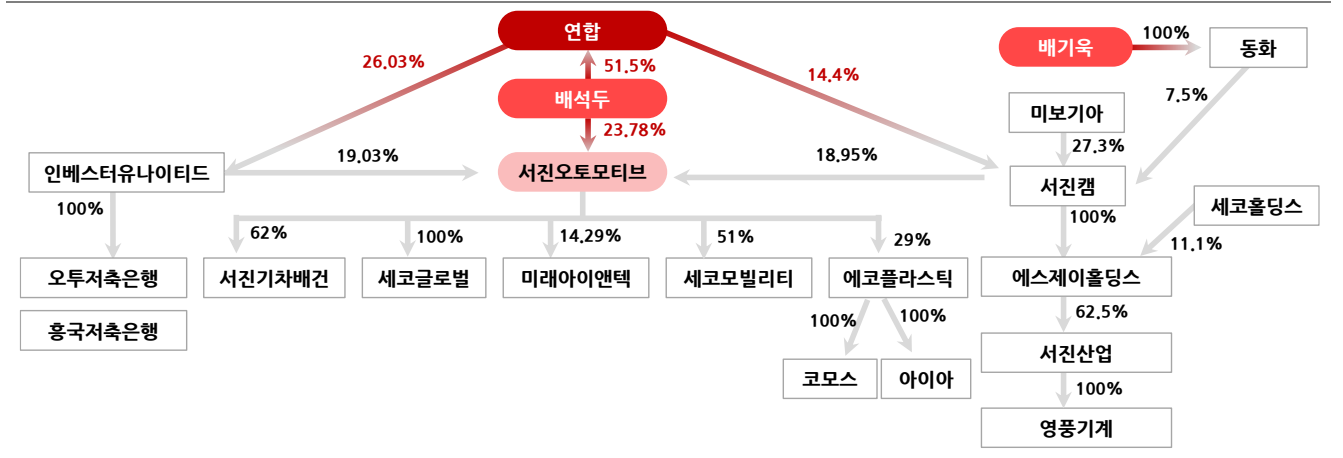 연합
배기욱
100%
동화
26.03%
51.5%
14.4%
배석두
7.5%
미보기아
23.78%
27.3%
19.03%
18.95%
인베스터유나이티드
서진오토모티브
서진캠
세코홀딩스
100%
100%
11.1%
62%
100%
14.29%
51%
29%
오투저축은행
서진기차배건
세코글로벌
미래아이앤텍
세코모빌리티
에코플라스틱
에스제이홀딩스
흥국저축은행
100%
100%
62.5%
서진산업
코모스
아이아
100%
영풍기계